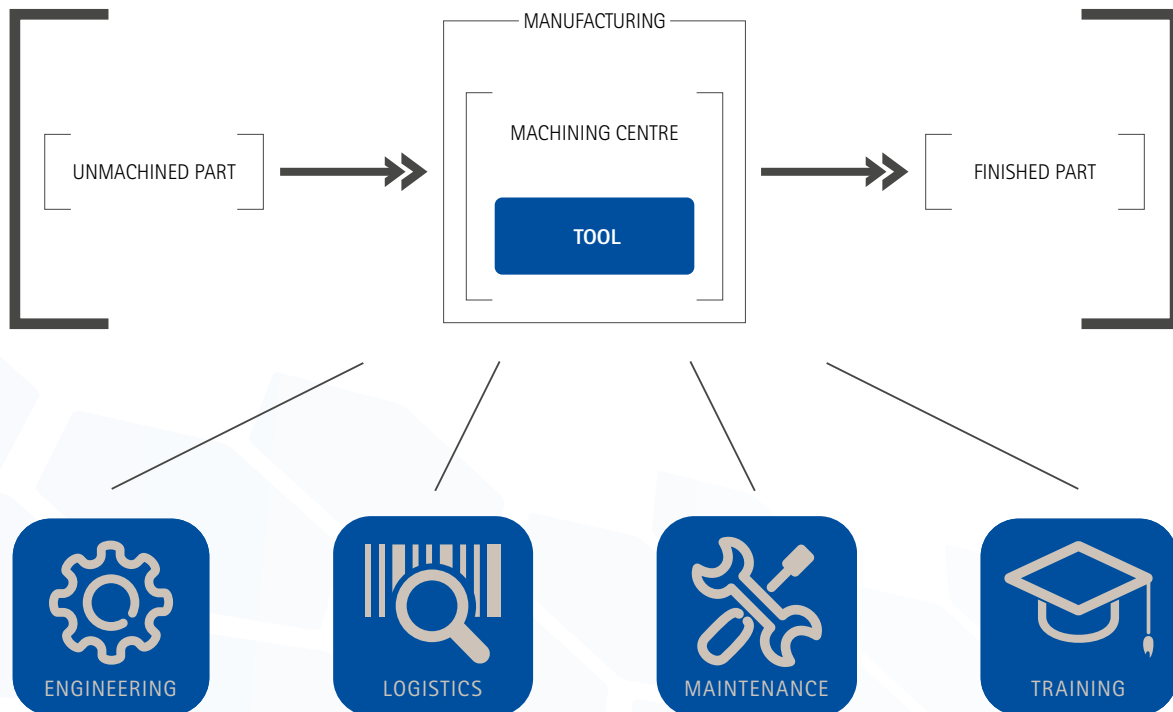 MANUFACTURING
MACHINING CENTRE
UNMACHINED PART
FINISHED PART
TOOL
ENGINEERING
LOGISTICS
MAINTENANCE
TRAINING